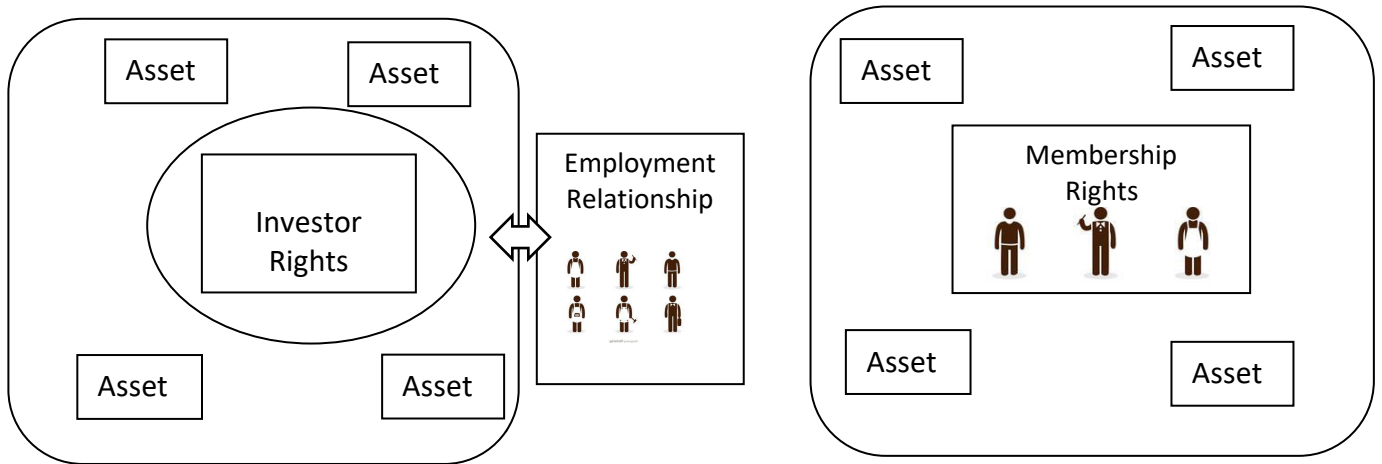 Asset
Asset
Investor
Rights
Asset
Asset
Employment
Relationship
Asset
Asset
Membership
Rights
Asset
Asset